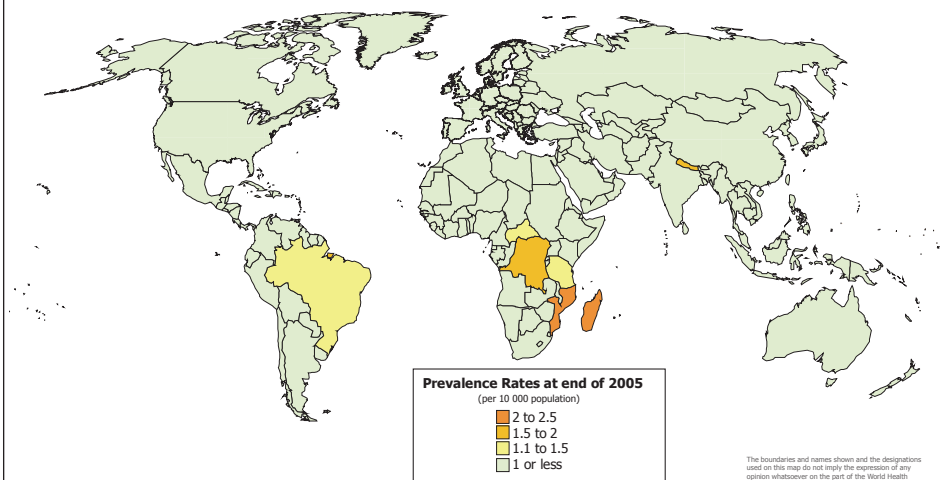 Prevalence Rates at end of 2005
(per 10 000 population)
2 to 2.5
1.5 to 2
1.1 to 1.5
1 or less
The boundaries and names shown and the designations
used on this map do not imply the expression of any
opinion whatsoever on the part of the World Health